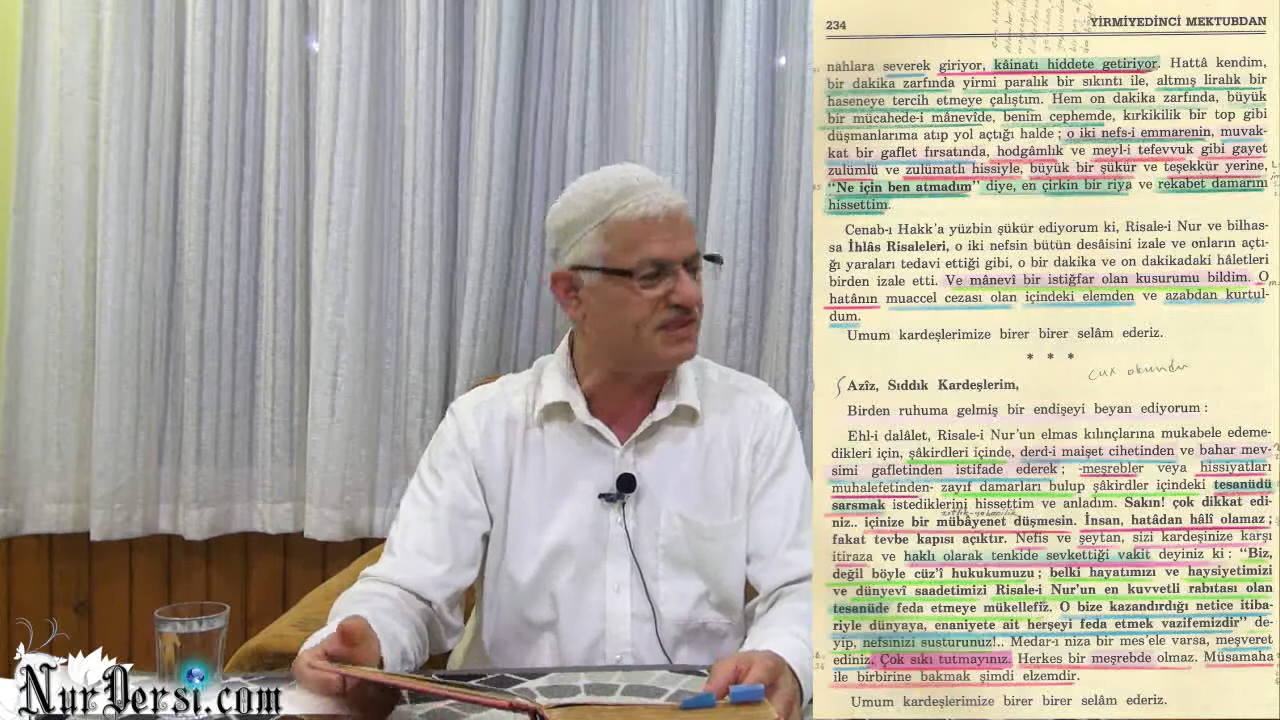 234 YİRMİYEDİNCİ MEKTUBDAN
nahlara severek giriyor, kâinatı hiddete getiriyor. Hattâ kendim,
bir dakika zarfında yirmi paralık bir sıkıntı ile, altmış liralık bir
haseneye tercih etmeye çalıştım. Hem on dakika zarfında, büyük
bir mücahede-i mânevîde, benim cephemde, kırkikilik bir top gibi
düşmanlarıma atıp yol açtığı halde ; o iki nefs-i emmarenin, muvak-
kat bir gaflet fırsatında, hodgâmlık ve meyl-i tefevvuk gibi gayet
zulümlü ve zulümatlı hissiyle, büyük bir şükür ve teşekkür yerine
"Ne için ben atmadım" diye, en çirkin bir riya ve rekabet damarını
hissettim.
Cenab-ı Hakk'a yüzbin şükür ediyorum ki, Risale-i Nur ve bilhas-
sa İhlâs Risaleleri, o iki nefsin bütün desâisini izale ve onların açtı-
ğı yaraları tedavi ettiği gibi, o bir dakika ve on dakikadaki hâletleri
birden izale etti. Ve mânevî bir istiğfar olan kusurumu bildim. O
hatânın muaccel cezası olan içindeki elemden ve azabdan kurtul-
dum.
Umum kardeşlerimize birer birer selâm ederiz.
* * *
çok okundu
Azîz, Sıddık Kardeşlerim,
Birden ruhuma gelmiş bir endişeyi beyan ediyorum :
Ehl-i dalâlet, Risale-i Nur'un elmas kılınçlarına mukabele edeme-
dikleri için, şâkirdleri içinde, derd-i maişet cihetinden ve bahar mev-
simi gafletinden istifade ederek ; -meşrebler veya hissiyatları
muhalefetinden- zayıf damarları bulup şâkirdler içindeki tesanüdü
sarsmak istediklerini hissettim ve anladım. Sakın! çok dikkat edi-
niz.. içinize bir mübâyenet düşmesin. İnsan, hatâdan hâlî olamaz ;
fakat tevbe kapısı açıktır. Nefis ve şeytan, sizi kardeşinize karşı
itiraza ve haklı olarak tenkide sevkettiği vakit deyiniz ki : "Biz,
değil böyle cüz'î hukukumuzu ; belki hayatımızı ve haysiyetimizi
ve dünyevî saadetimizi Risale-i Nur'un en kuvvetli rabıtası olan
tesanüde feda etmeye mükellefiz. O bize kazandırdığı netice itiba-
riyle dünyaya, enaniyete ait herşeyi feda etmek vazifemizdir" de-
yip, nefsinizi susturunuz!.. Medar-ı niza bir mes'ele varsa, meşveret
ediniz. Çok sıkı tutmayınız. Herkes bir meşrebde olmaz. Müsamaha
ile birbirine bakmak şimdi elzemdir.
Umum kardeşlerimize birer birer selâm ederiz.
NurDersi.com